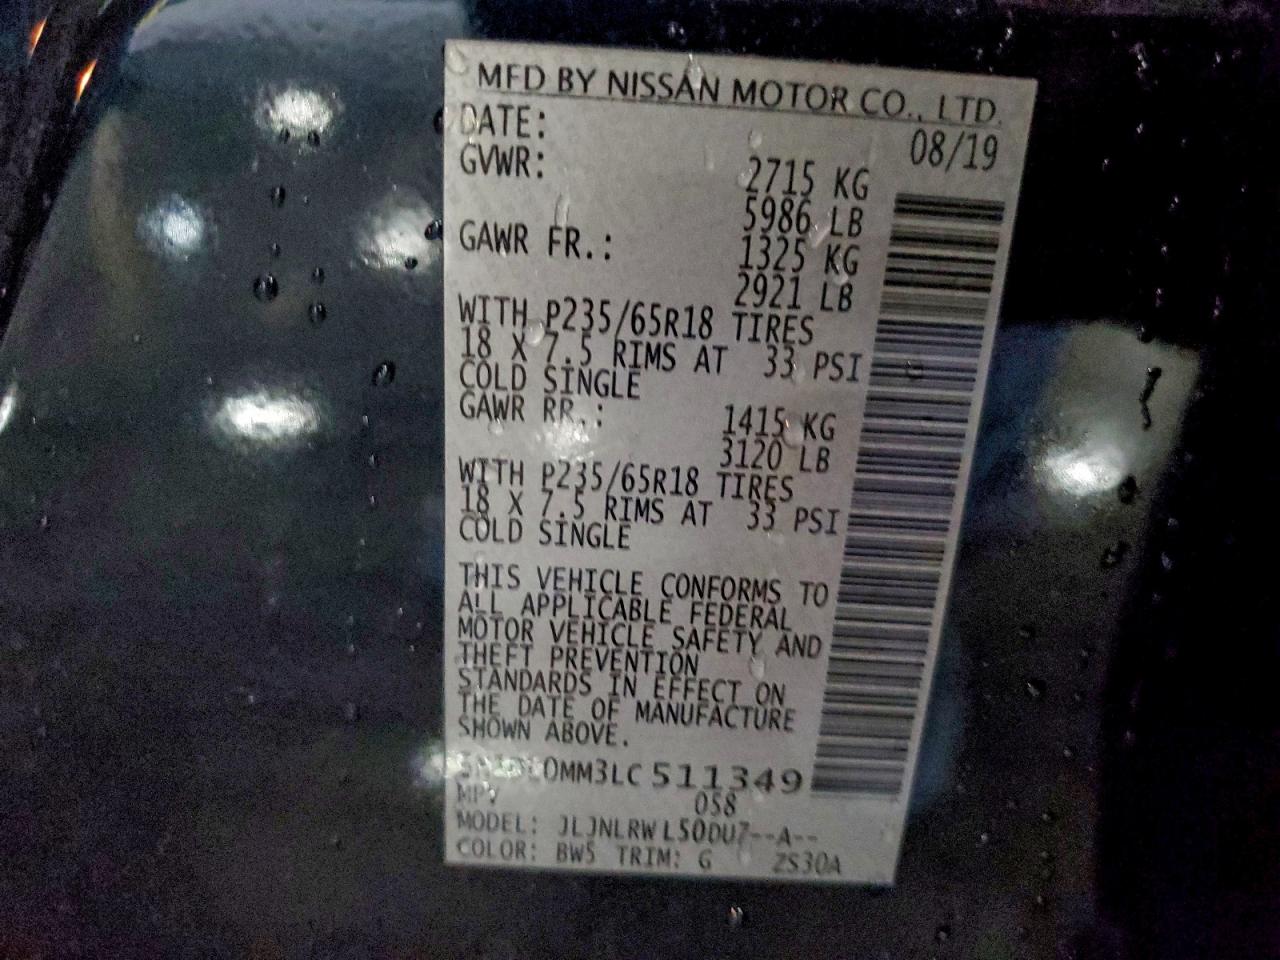 MFD BY NISSAN MOTOR CO., LTD.
DATE: 08/19
GVWR: 2715 KG
5986 LB
GAWR FR.: 1325 KG
2921 LB
WITH P235/65R18 TIRES
18 X 7.5 RIMS AT 33 PSI
COLD SINGLE
GAWR RR.: 1415 KG
3120 LB
WITH P235/65R18 TIRES
18 X 7.5 RIMS AT 33 PSI
COLD SINGLE
THIS VEHICLE CONFORMS TO
ALL APPLICABLE FEDERAL
MOTOR VEHICLE SAFETY AND
THEFT PREVENTION
STANDARDS IN EFFECT ON
THE DATE OF MANUFACTURE
SHOWN ABOVE.
511349
MPV 058
MODEL: JLJNLRWL50DU7--A--
COLOR: BW5 TRIM: G ZS30A